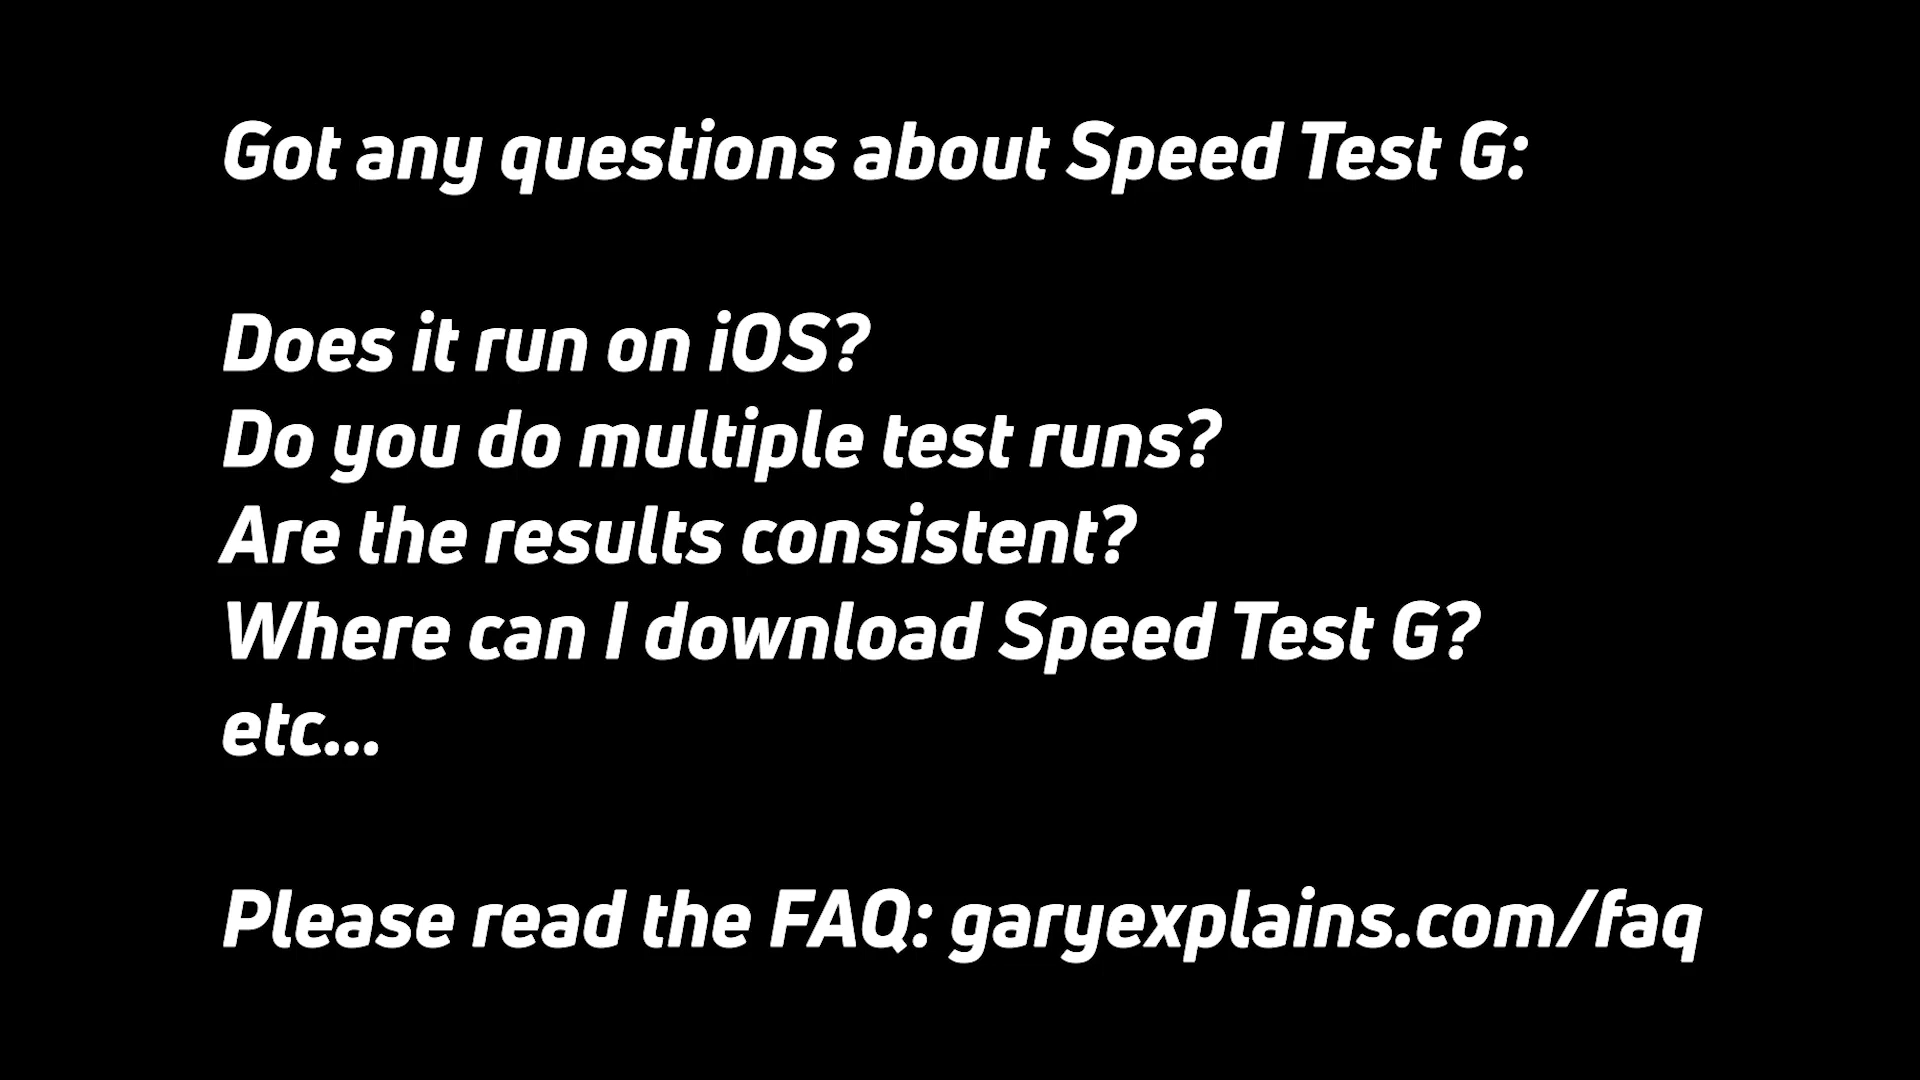 Got any questions about Speed Test G:
Does it run on iOS?
Do you do multiple test runs?
Are the results consistent?
Where can I download Speed Test G?
etc...
Please read the FAQ: garyexplains.com/faq